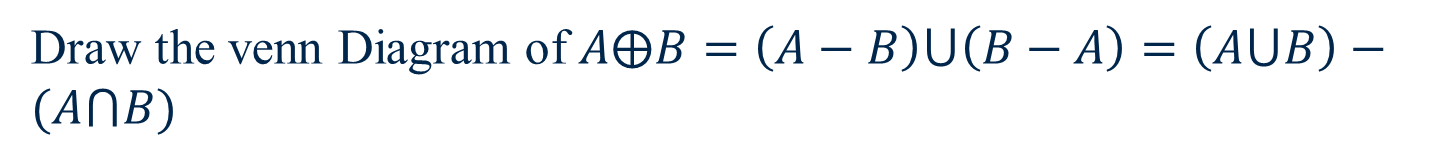 Draw the venn Diagram of A⊕B = (A − B)⋃(B − A) = (A⋃B) −
(A⋂B)